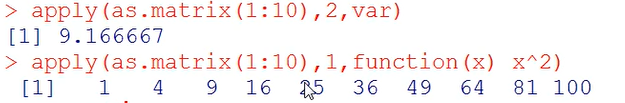 > apply(as.matrix(1:10),2,var)
[1] 9.166667
> apply(as.matrix(1:10),1,function(x) x^2)
[1] 1 4 9 16 25 36 49 64 81 100